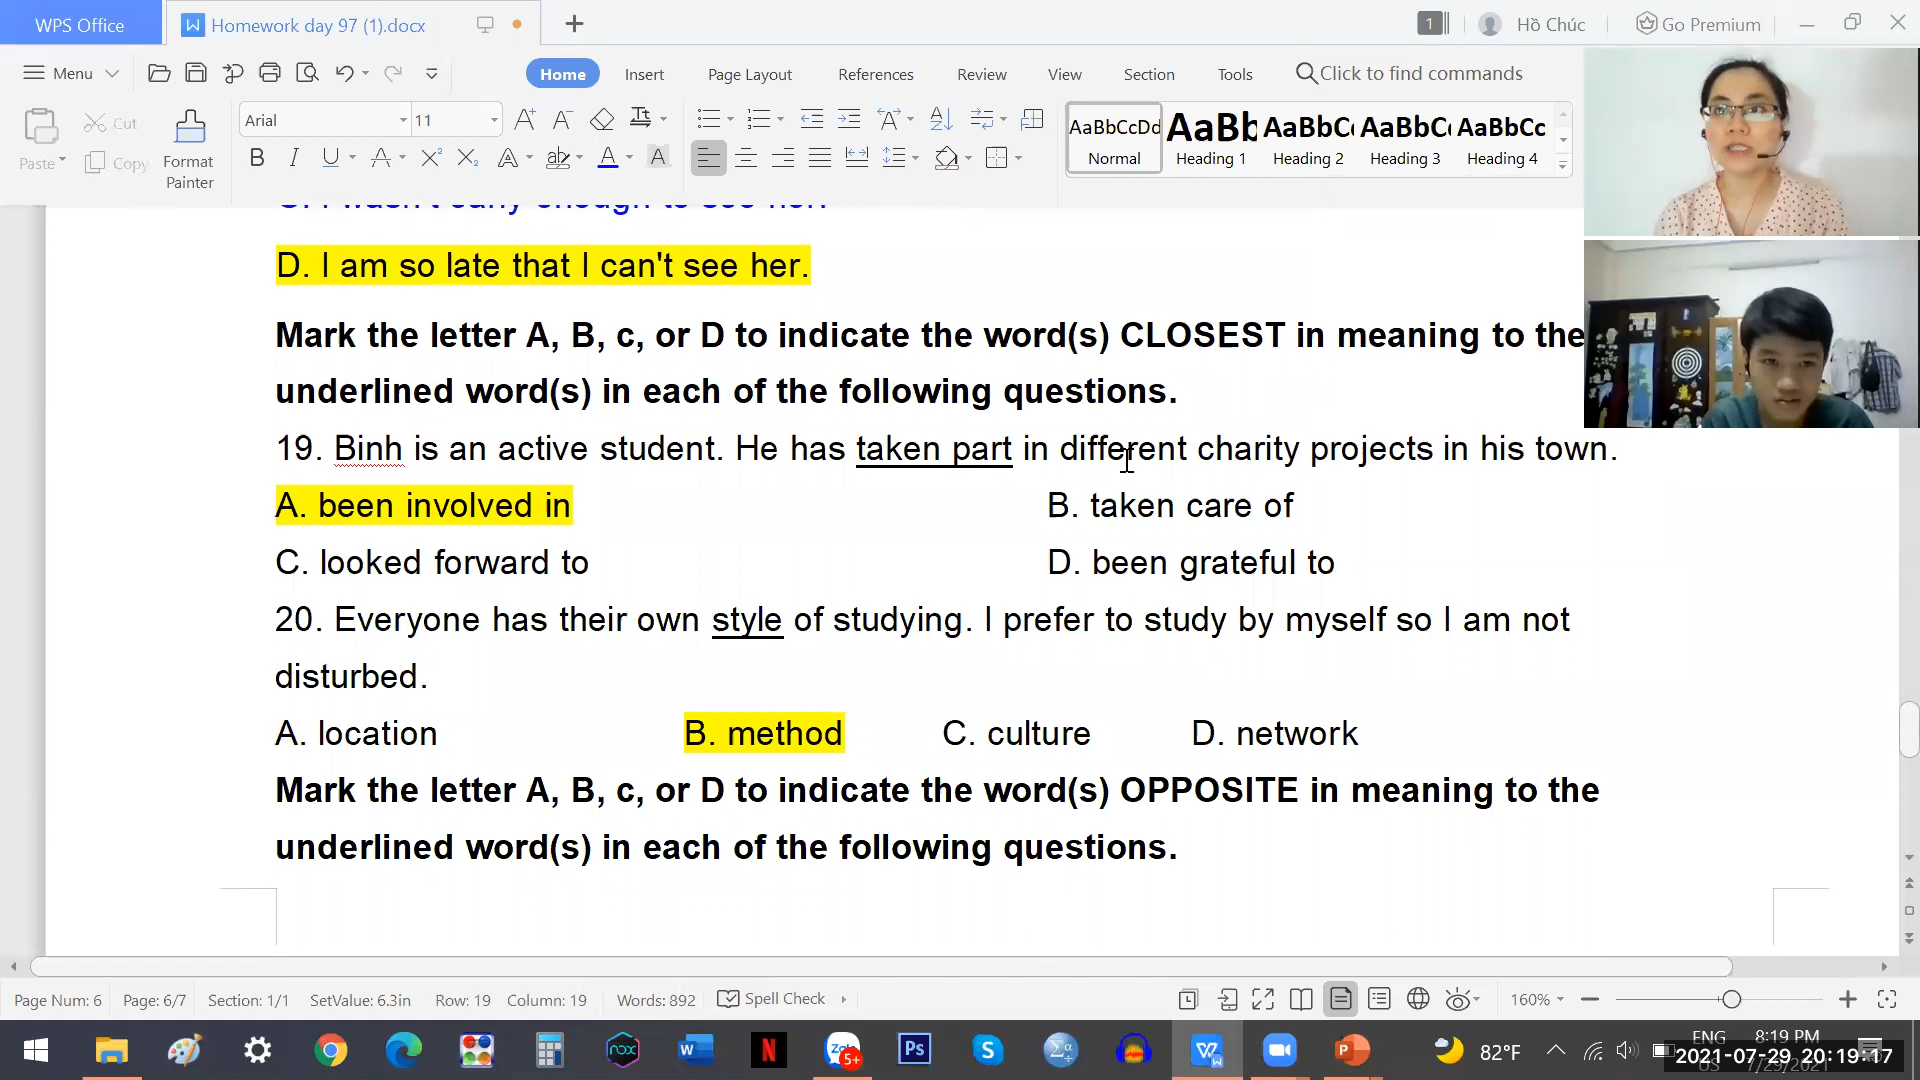 WPS Office
Homework day 97 (1).docx
1
Hồ Chúc
Go Premium
Menu
Home
Insert
Page Layout
References
Review
View
Section
Tools
Click to find commands
Paste
Cut
Copy
Format
Painter
Arial
11
AaBbCcDd
Normal
AaBb
Heading 1
AaBbC
Heading 2
AaBbC
Heading 3
AaBbCc
Heading 4
C. I wasn't early enough to see her.
D. I am so late that I can't see her.
Mark the letter A, B, c, or D to indicate the word(s) CLOSEST in meaning to the
underlined word(s) in each of the following questions.
19. Binh is an active student. He has taken part in different charity projects in his town.
A. been involved in
B. taken care of
C. looked forward to
D. been grateful to
20. Everyone has their own style of studying. I prefer to study by myself so I am not
disturbed.
A. location B. method C. culture D. network
Mark the letter A, B, c, or D to indicate the word(s) OPPOSITE in meaning to the
underlined word(s) in each of the following questions.
Page Num: 6
Page: 6/7
Section: 1/1
SetValue: 6.3in
Row: 19
Column: 19
Words: 892
Spell Check
160%
5+
82°F
ENG
8:19 PM
2021-07-29 20:19:17